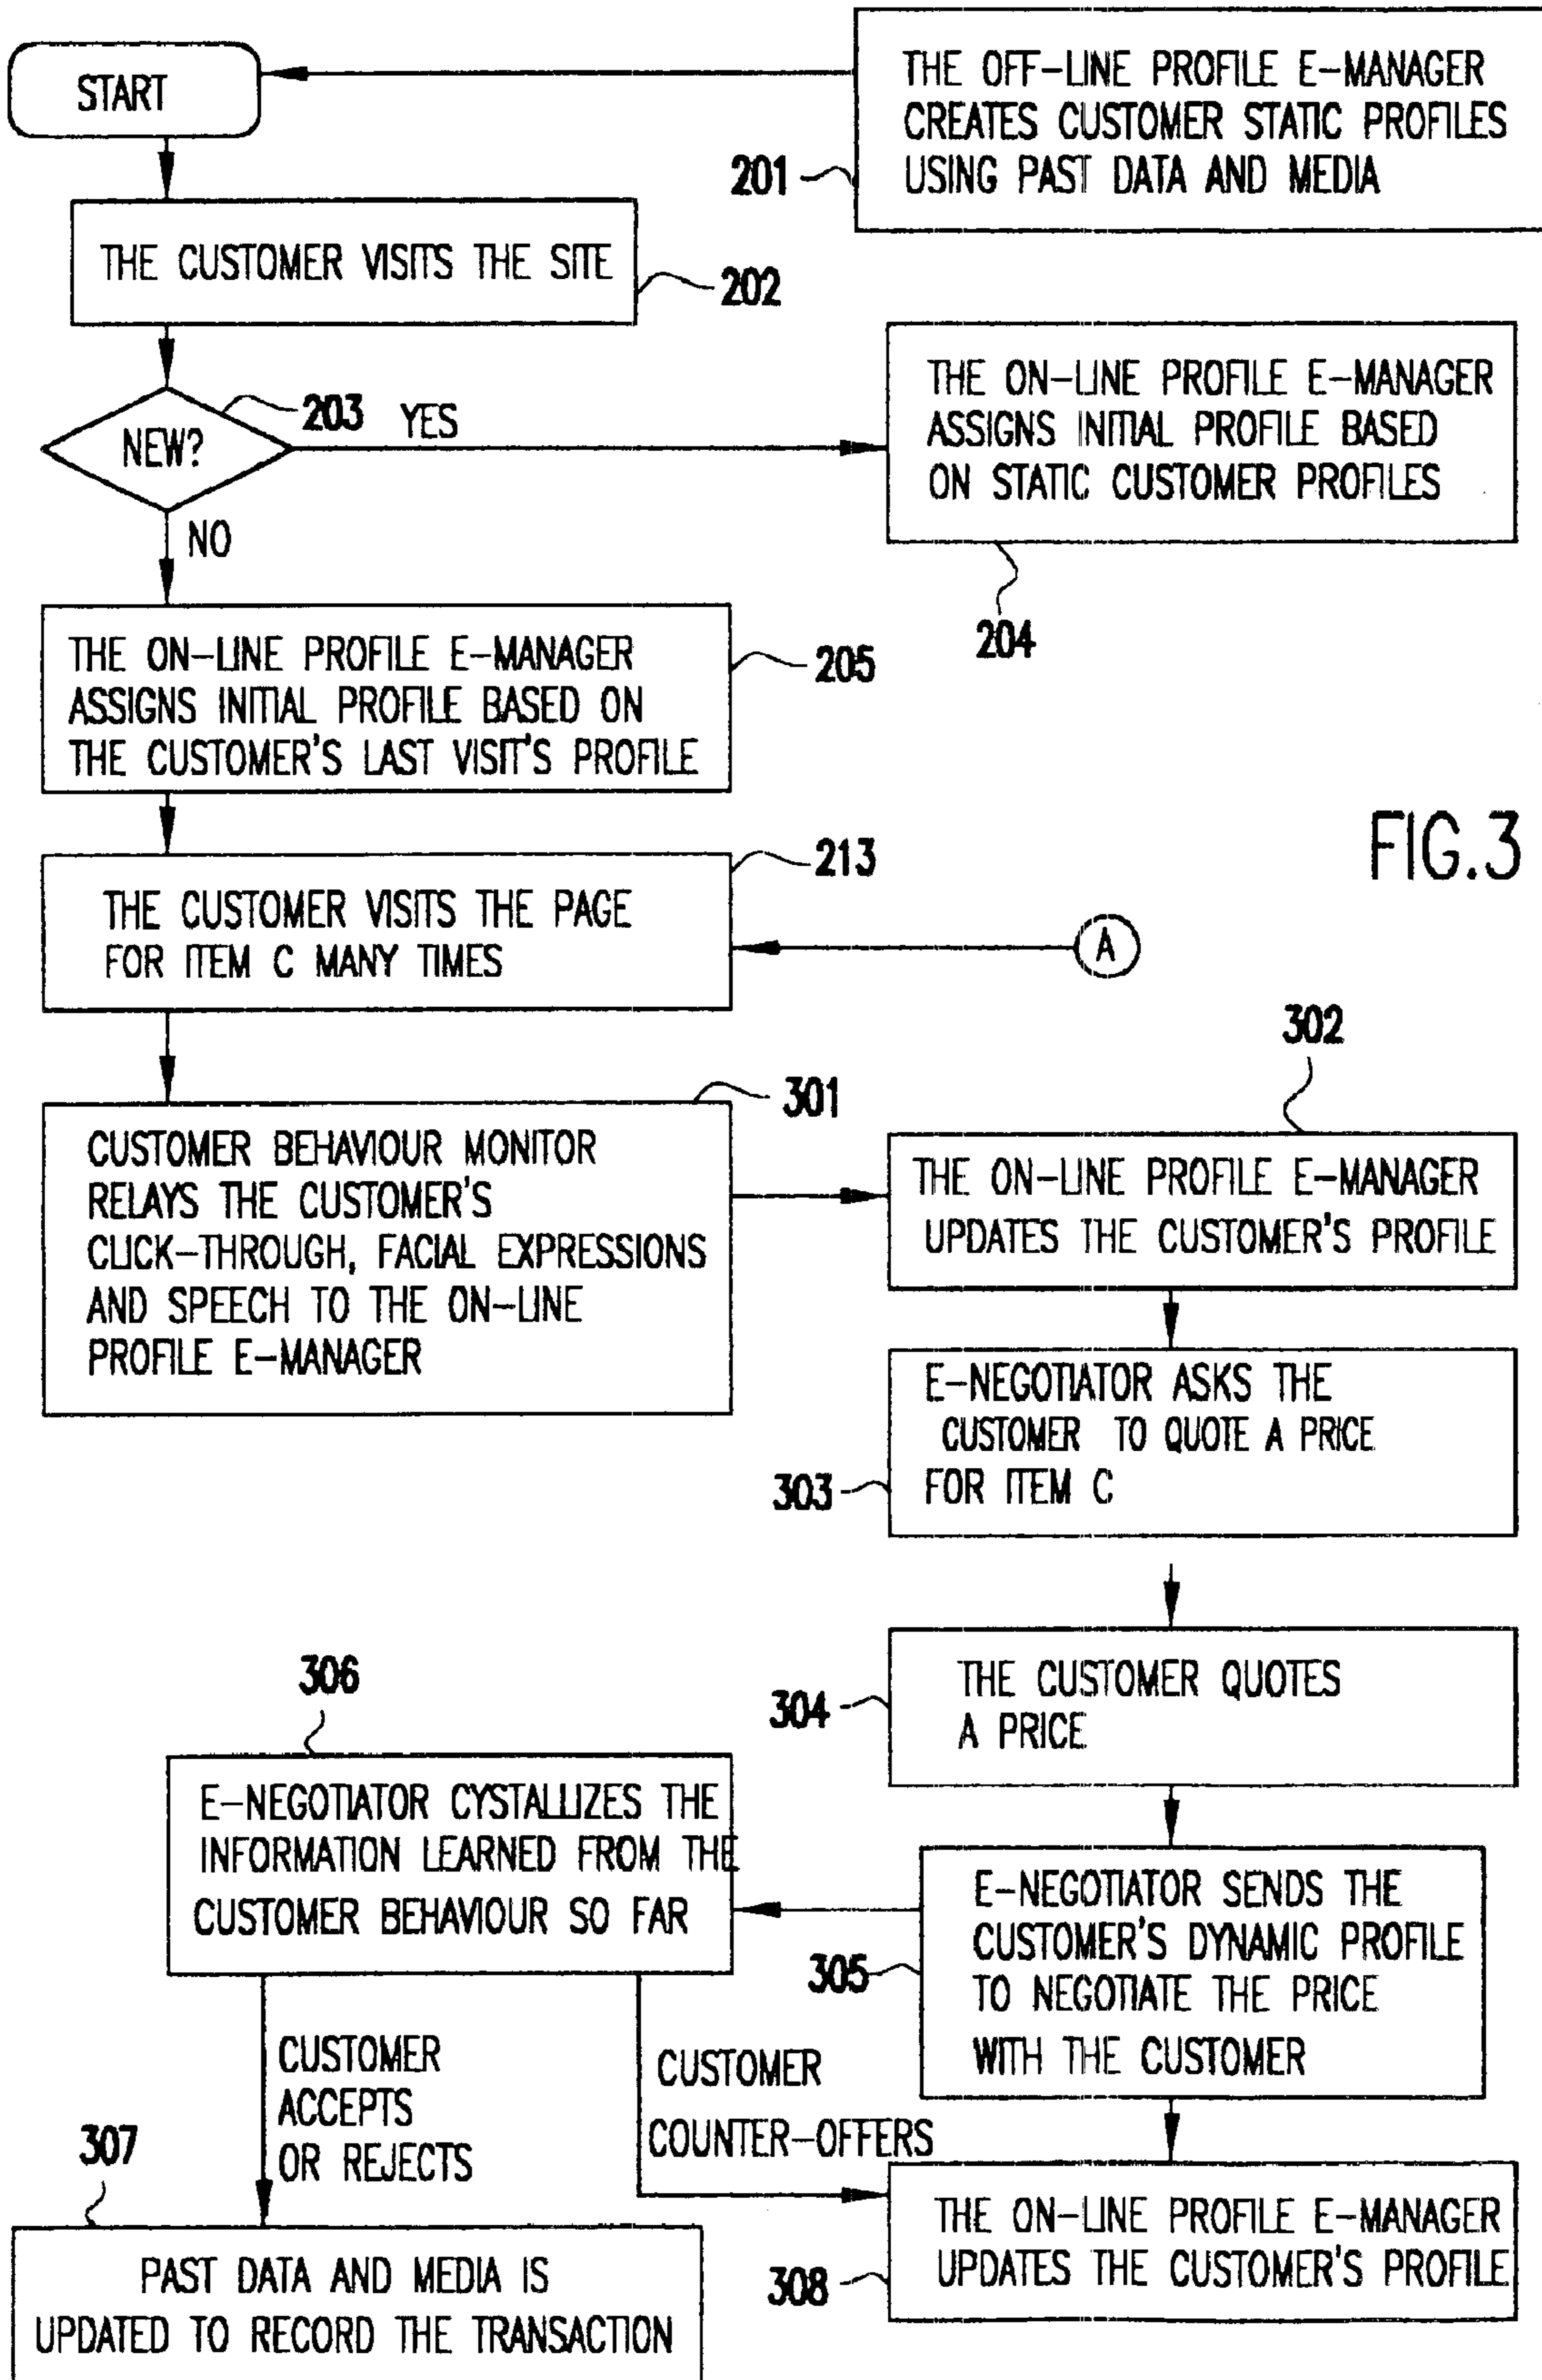 START
THE OFF-LINE PROFILE E-MANAGER
CREATES CUSTOMER STATIC PROFILES
USING PAST DATA AND MEDIA
201
THE CUSTOMER VISITS THE SITE
202
NEW?
203
YES
NO
THE ON-LINE PROFILE E-MANAGER
ASSIGNS INITIAL PROFILE BASED
ON STATIC CUSTOMER PROFILES
204
THE ON-LINE PROFILE E-MANAGER
ASSIGNS INITIAL PROFILE BASED ON
THE CUSTOMER'S LAST VISIT'S PROFILE
205
FIG.3
213
THE CUSTOMER VISITS THE PAGE
FOR ITEM C MANY TIMES
A
301
CUSTOMER BEHAVIOUR MONITOR
RELAYS THE CUSTOMER'S
CLICK-THROUGH, FACIAL EXPRESSIONS
AND SPEECH TO THE ON-LINE
PROFILE E-MANAGER
302
THE ON-LINE PROFILE E-MANAGER
UPDATES THE CUSTOMER'S PROFILE
E-NEGOTIATOR ASKS THE
CUSTOMER TO QUOTE A PRICE
FOR ITEM C
303
THE CUSTOMER QUOTES
A PRICE
304
306
E-NEGOTIATOR CYSTALLIZES THE
INFORMATION LEARNED FROM THE
CUSTOMER BEHAVIOUR SO FAR
E-NEGOTIATOR SENDS THE
CUSTOMER'S DYNAMIC PROFILE
TO NEGOTIATE THE PRICE
WITH THE CUSTOMER
305
CUSTOMER
ACCEPTS
OR REJECTS
CUSTOMER
COUNTER-OFFERS
307
PAST DATA AND MEDIA IS
UPDATED TO RECORD THE TRANSACTION
THE ON-LINE PROFILE E-MANAGER
UPDATES THE CUSTOMER'S PROFILE
308